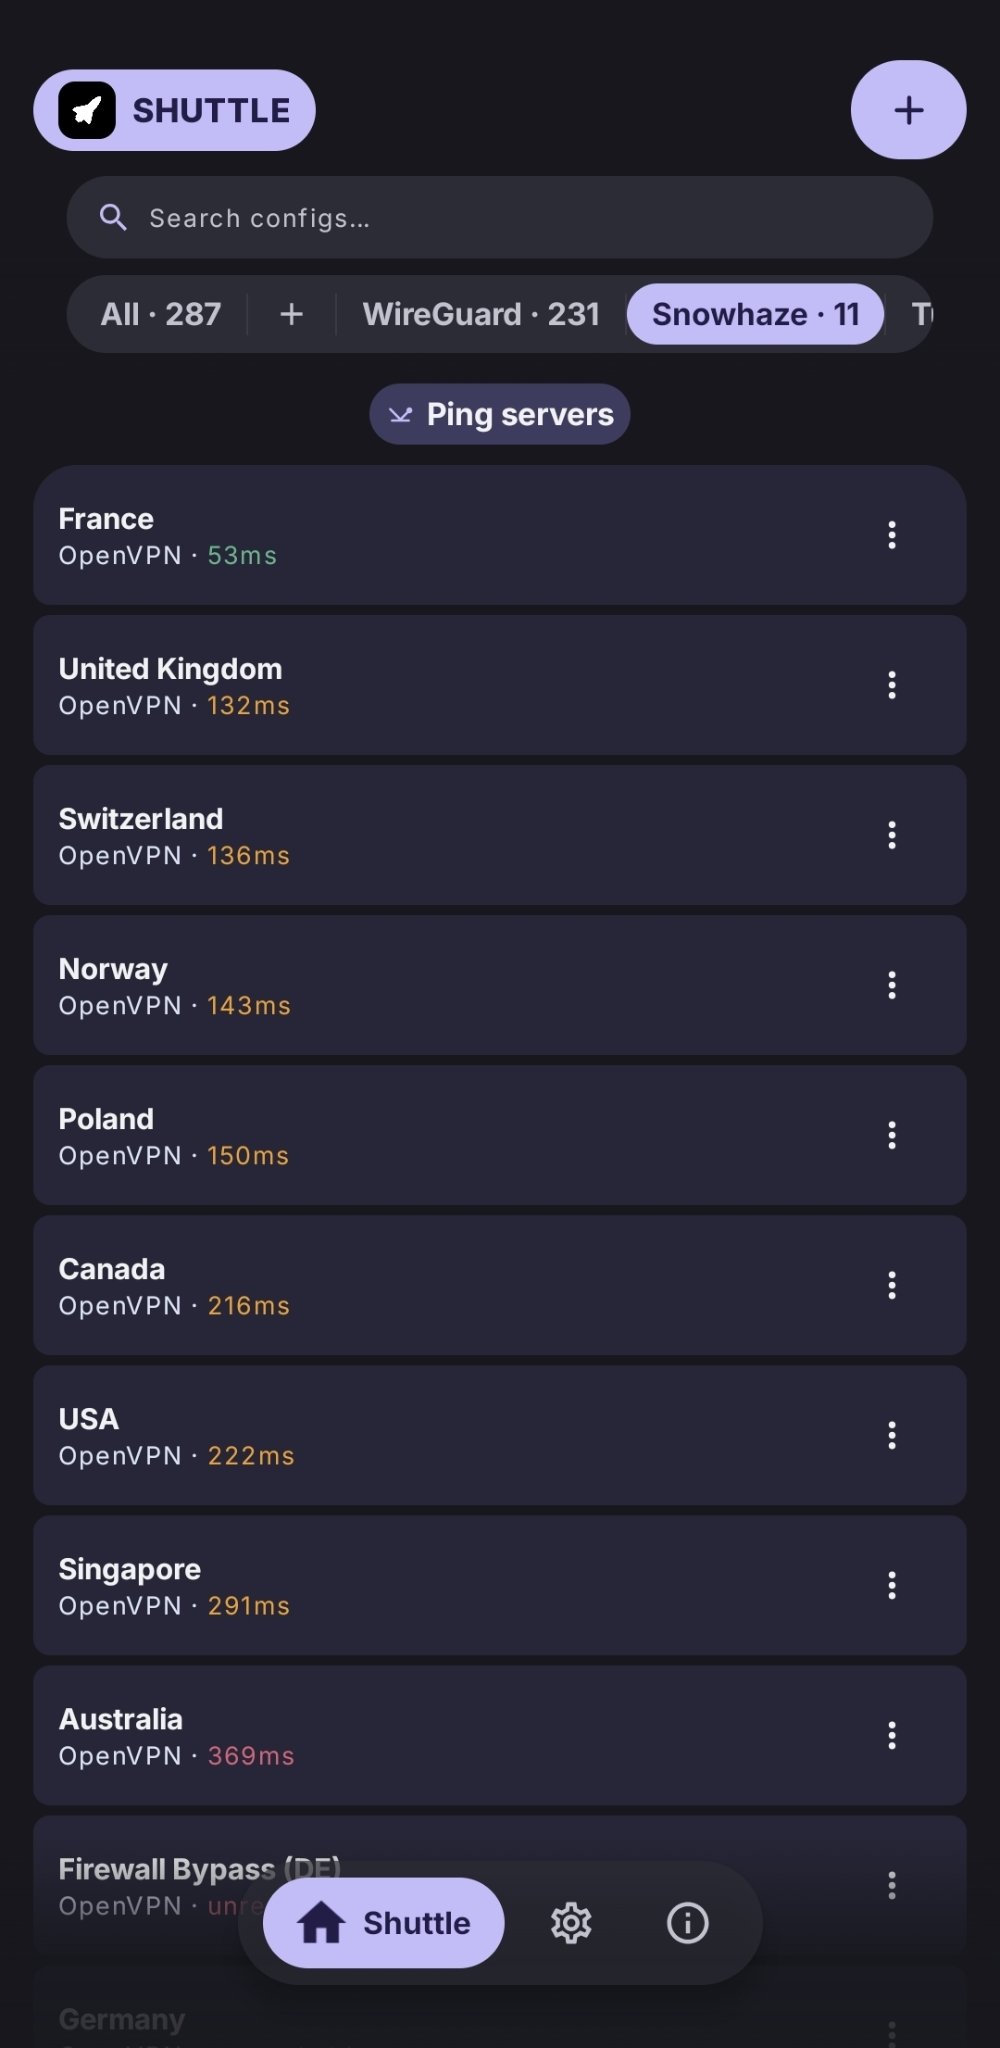 SHUTTLE
Search configs...
All · 287
WireGuard · 231
Snowhaze · 11
Ping servers
France
OpenVPN · 53ms
United Kingdom
OpenVPN · 132ms
Switzerland
OpenVPN · 136ms
Norway
OpenVPN · 143ms
Poland
OpenVPN · 150ms
Canada
OpenVPN · 216ms
USA
OpenVPN · 222ms
Singapore
OpenVPN · 291ms
Australia
OpenVPN · 369ms
Firewall Bypass (DE)
OpenVPN ·
Shuttle
Germany